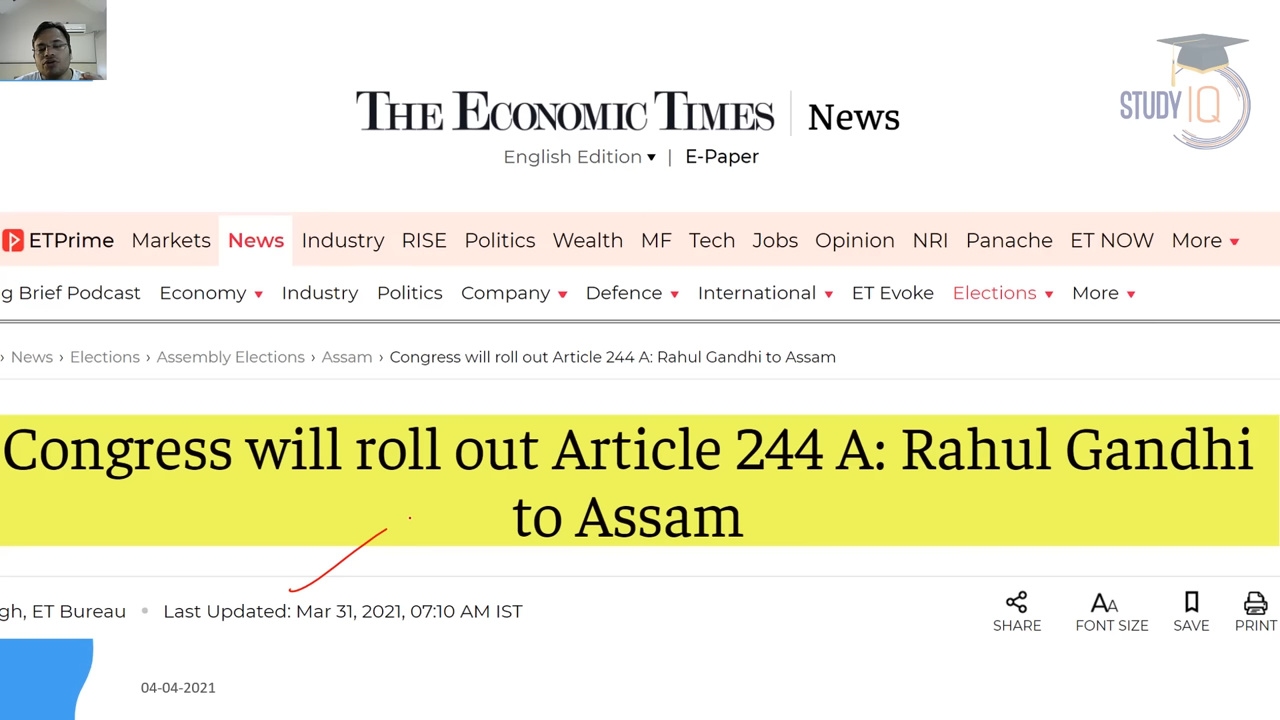 STUDY IQ
THE ECONOMIC TIMES | News
English Edition | E-Paper
ETPrime Markets News Industry RISE Politics Wealth MF Tech Jobs Opinion NRI Panache ET NOW More
g Brief Podcast Economy Industry Politics Company Defence International ET Evoke Elections More
› News › Elections › Assembly Elections › Assam › Congress will roll out Article 244 A: Rahul Gandhi to Assam
Congress will roll out Article 244 A: Rahul Gandhi
to Assam
gh, ET Bureau • Last Updated: Mar 31, 2021, 07:10 AM IST
SHARE AA FONT SIZE SAVE PRINT
04-04-2021